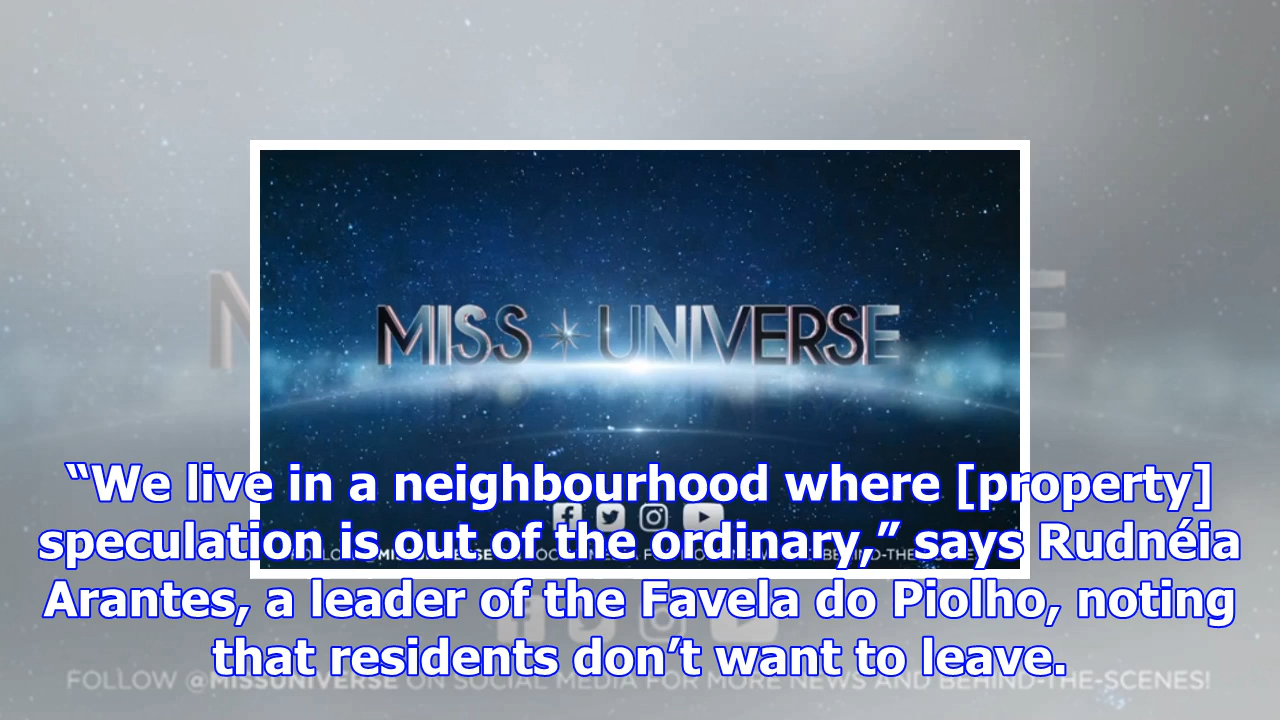 MISS UNIVERSE
“We live in a neighbourhood where [property]
speculation is out of the ordinary,” says Rudnéia
Arantes, a leader of the Favela do Piolho, noting
that residents don’t want to leave.
FOLLOW @MISSUNIVERSE ON SOCIAL MEDIA FOR MORE NEWS AND BEHIND-THE-SCENES!